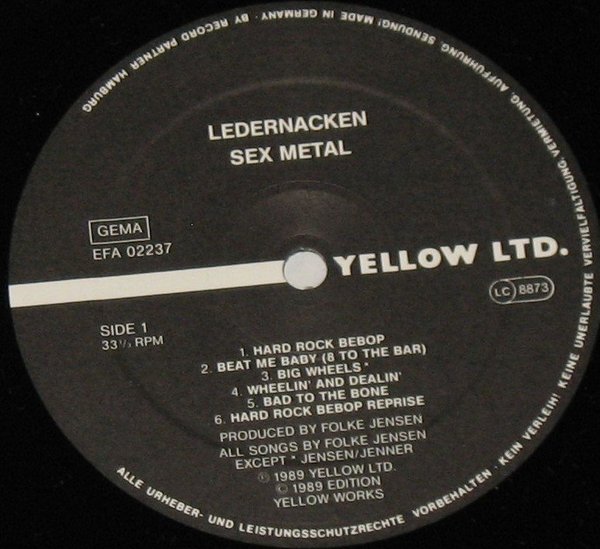 LEDERNACKEN
SEX METAL
GEMA
EFA 02237
YELLOW LTD.
LC 8873
SIDE 1
33⅓ RPM
1. HARD ROCK BEBOP
2. BEAT ME BABY (8 TO THE BAR)
3. BIG WHEELS*
4. WHEELIN' AND DEALIN'
5. BAD TO THE BONE
6. HARD ROCK BEBOP REPRISE
PRODUCED BY FOLKE JENSEN
ALL SONGS BY FOLKE JENSEN
EXCEPT * JENSEN/JENNER
℗ 1989 YELLOW LTD.
© 1989 EDITION
YELLOW WORKS
ALLE URHEBER- UND LEISTUNGSSCHUTZRECHTE VORBEHALTEN · KEIN VERLEIH! KEINE UNERLAUBTE VERVIELFÄLTIGUNG, VERMIETUNG, AUFFÜHRUNG, SENDUNG! MADE IN GERMANY · BY RECORD PARTNER HAMBURG